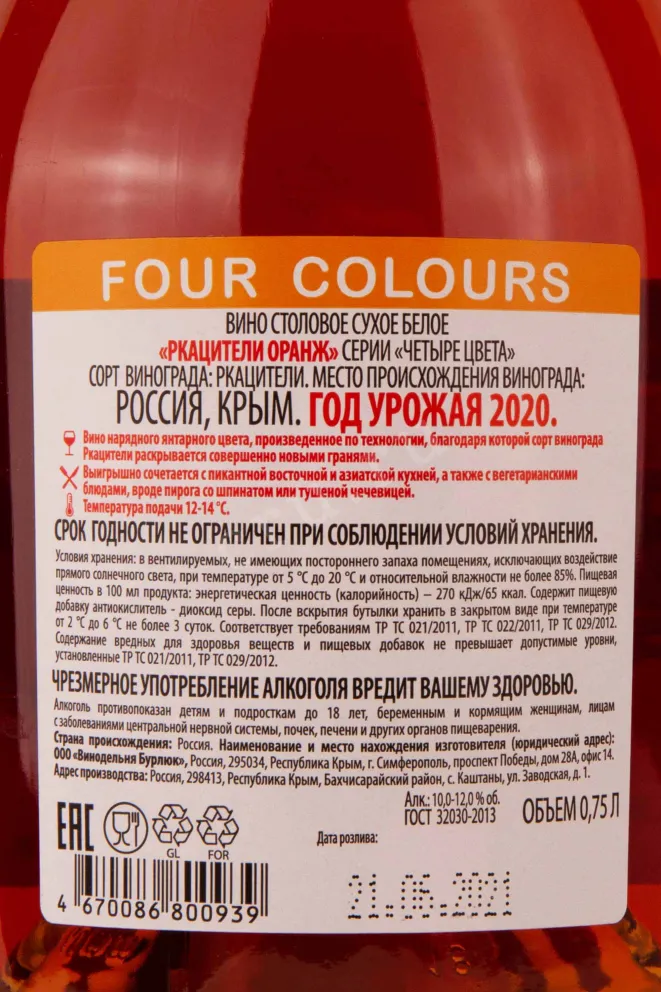 FOUR COLOURS
ВИНО СТОЛОВОЕ СУХОЕ БЕЛОЕ
«РКАЦИТЕЛИ ОРАНЖ» СЕРИИ «ЧЕТЫРЕ ЦВЕТА»
СОРТ ВИНОГРАДА: РКАЦИТЕЛИ. МЕСТО ПРОИСХОЖДЕНИЯ ВИНОГРАДА:
РОССИЯ, КРЫМ. ГОД УРОЖАЯ 2020.
Вино нарядного янтарного цвета, произведенное по технологии, благодаря которой сорт винограда
Ркацители раскрывается совершенно новыми гранями.
Выигрышно сочетается с пикантной восточной и азиатской кухней, а также с вегетарианскими
блюдами, вроде пирога со шпинатом или тушеной чечевицей.
Температура подачи 12-14 °С.
СРОК ГОДНОСТИ НЕ ОГРАНИЧЕН ПРИ СОБЛЮДЕНИИ УСЛОВИЙ ХРАНЕНИЯ.
Условия хранения: в вентилируемых, не имеющих постороннего запаха помещениях, исключающих воздействие
прямого солнечного света, при температуре от 5 °С до 20 °С и относительной влажности не более 85%. Пищевая
ценность в 100 мл продукта: энергетическая ценность (калорийность) – 270 кДж/65 ккал. Содержит пищевую
добавку антиокислитель - диоксид серы. После вскрытия бутылки хранить в закрытом виде при температуре
от 2 °С до 6 °С не более 3 суток. Соответствует требованиям ТР ТС 021/2011, ТР ТС 022/2011, ТР ТС 029/2012.
Содержание вредных для здоровья веществ и пищевых добавок не превышает допустимые уровни,
установленные ТР ТС 021/2011, ТР ТС 029/2012.
ЧРЕЗМЕРНОЕ УПОТРЕБЛЕНИЕ АЛКОГОЛЯ ВРЕДИТ ВАШЕМУ ЗДОРОВЬЮ.
Алкоголь противопоказан детям и подросткам до 18 лет, беременным и кормящим женщинам, лицам
с заболеваниями центральной нервной системы, почек, печени и других органов пищеварения.
Страна происхождения: Россия. Наименование и место нахождения изготовителя (юридический адрес):
ООО «Винодельня Бурлюк», Россия, 295034, Республика Крым, г. Симферополь, проспект Победы, дом 28А, офис 14.
Адрес производства: Россия, 298413, Республика Крым, Бахчисарайский район, с. Каштаны, ул. Заводская, д. 1.
Алк.: 10,0-12,0 % об.
ГОСТ 32030-2013
ОБЪЕМ 0,75 Л
EAC
GL
FOR
Дата розлива:
21.06.2021
4 670086 800939